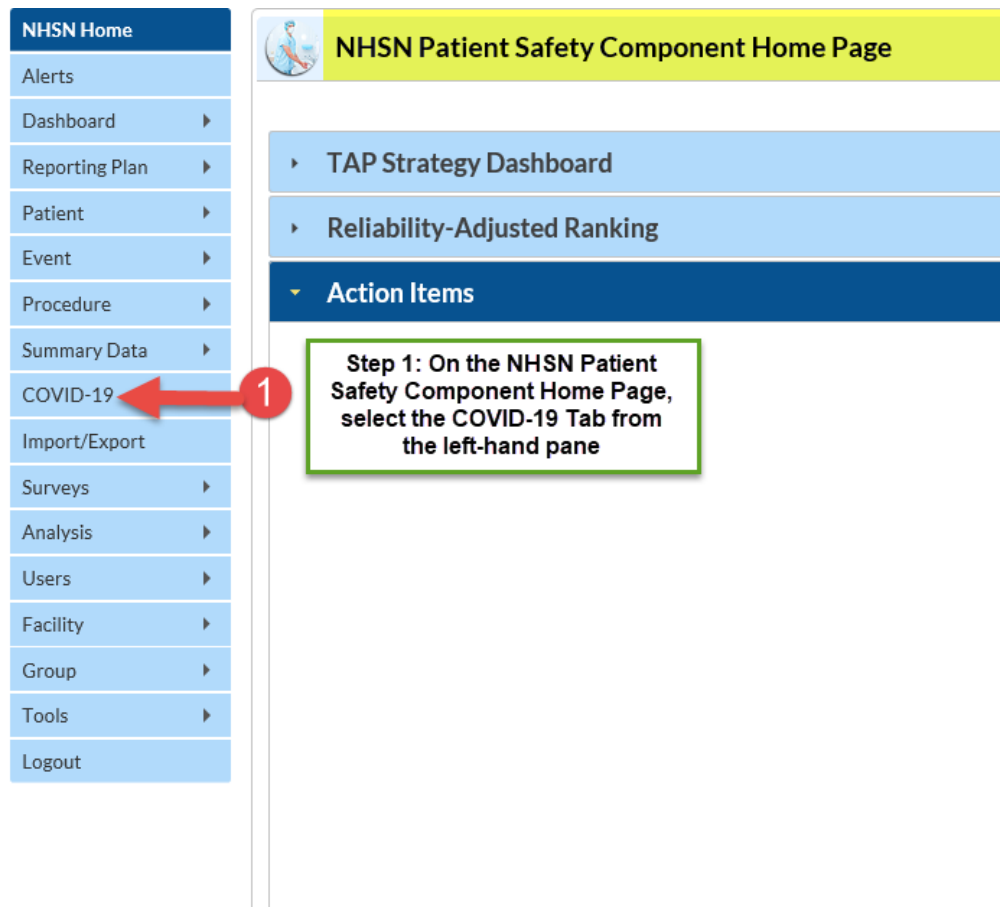 NHSN Home
Alerts
Dashboard
Reporting Plan
Patient
Event
Procedure
Summary Data
COVID-19
Import/Export
Surveys
Analysis
Users
Facility
Group
Tools
Logout
NHSN Patient Safety Component Home Page
TAP Strategy Dashboard
Reliability-Adjusted Ranking
Action Items
1
Step 1: On the NHSN Patient
Safety Component Home Page,
select the COVID-19 Tab from
the left-hand pane